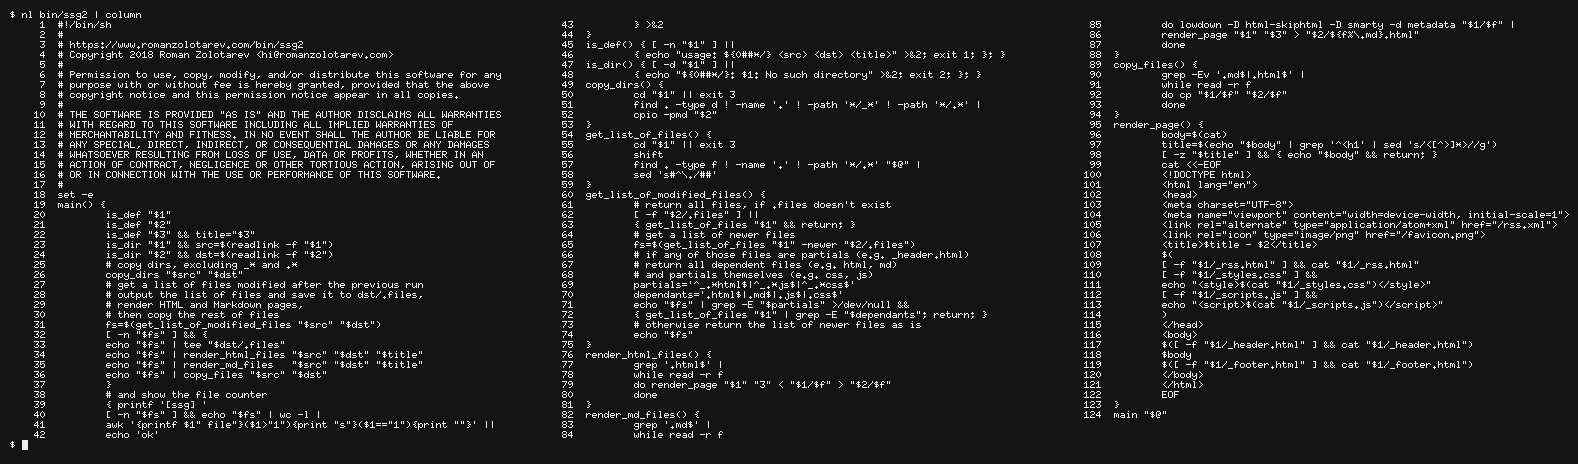 $ nl bin/ssg2 | column
1 #!/bin/sh
2 #
3 # https://www.romanzolotarev.com/bin/ssg2
4 # Copyright 2018 Roman Zolotarev <hi@romanzolotarev.com>
5 #
6 # Permission to use, copy, modify, and/or distribute this software for any
7 # purpose with or without fee is hereby granted, provided that the above
8 # copyright notice and this permission notice appear in all copies.
9 #
10 # THE SOFTWARE IS PROVIDED "AS IS" AND THE AUTHOR DISCLAIMS ALL WARRANTIES
11 # WITH REGARD TO THIS SOFTWARE INCLUDING ALL IMPLIED WARRANTIES OF
12 # MERCHANTABILITY AND FITNESS. IN NO EVENT SHALL THE AUTHOR BE LIABLE FOR
13 # ANY SPECIAL, DIRECT, INDIRECT, OR CONSEQUENTIAL DAMAGES OR ANY DAMAGES
14 # WHATSOEVER RESULTING FROM LOSS OF USE, DATA OR PROFITS, WHETHER IN AN
15 # ACTION OF CONTRACT, NEGLIGENCE OR OTHER TORTIOUS ACTION, ARISING OUT OF
16 # OR IN CONNECTION WITH THE USE OR PERFORMANCE OF THIS SOFTWARE.
17 #
18 set -e
19 main() {
20 is_def "$1"
21 is_def "$2"
22 is_def "$3" && title="$3"
23 is_dir "$1" && src=$(readlink -f "$1")
24 is_dir "$2" && dst=$(readlink -f "$2")
25 # copy dirs, excluding _* and .*
26 copy_dirs "$src" "$dst"
27 # get a list of files modified after the previous run
28 # output the list of files and save it to dst/.files,
29 # render HTML and Markdown pages,
30 # then copy the rest of files
31 fs=$(get_list_of_modified_files "$src" "$dst")
32 [ -n "$fs" ] && {
33 echo "$fs" | tee "$dst/.files"
34 echo "$fs" | render_html_files "$src" "$dst" "$title"
35 echo "$fs" | render_md_files "$src" "$dst" "$title"
36 echo "$fs" | copy_files "$src" "$dst"
37 }
38 # and show the file counter
39 { printf '[ssg] '
40 [ -n "$fs" ] && echo "$fs" | wc -l |
41 awk '{printf $1" file"}($1>"1"){print "s"}($1=="1"){print ""}' ||
42 echo 'ok'
43 } >&2
44 }
45 is_def() { [ -n "$1" ] ||
46 { echo "usage: ${0##*/} <src> <dst> <title>" >&2; exit 1; }; }
47 is_dir() { [ -d "$1" ] ||
48 { echo "${0##*/}: $1: No such directory" >&2; exit 2; }; }
49 copy_dirs() {
50 cd "$1" || exit 3
51 find . -type d ! -name '.' ! -path '*/_*' ! -path '*/.*' |
52 cpio -pmd "$2"
53 }
54 get_list_of_files() {
55 cd "$1" || exit 3
56 shift
57 find . -type f ! -name '.' ! -path '*/.*' "$@" |
58 sed 's#^\./##'
59 }
60 get_list_of_modified_files() {
61 # return all files, if .files doesn't exist
62 [ -f "$2/.files" ] ||
63 { get_list_of_files "$1" && return; }
64 # get a list of newer files
65 fs=$(get_list_of_files "$1" -newer "$2/.files")
66 # if any of those files are partials (e.g. _header.html)
67 # return all dependent files (e.g. html, md)
68 # and partials themselves (e.g. css, js)
69 partials='^_.*html$|^_.*js$|^_.*css$'
70 dependants='.html$|.md$|.js$|.css$'
71 echo "$fs" | grep -E "$partials" >/dev/null &&
72 { get_list_of_files "$1" | grep -E "$dependants"; return; }
73 # otherwise return the list of newer files as is
74 echo "$fs"
75 }
76 render_html_files() {
77 grep '.html$' |
78 while read -r f
79 do render_page "$1" "$3" < "$1/$f" > "$2/$f"
80 done
81 }
82 render_md_files() {
83 grep '.md$' |
84 while read -r f
85 do lowdown -D html-skiphtml -D smarty -d metadata "$1/$f" |
86 render_page "$1" "$3" > "$2/${f%\.md}.html"
87 done
88 }
89 copy_files() {
90 grep -Ev '.md$|.html$' |
91 while read -r f
92 do cp "$1/$f" "$2/$f"
93 done
94 }
95 render_page() {
96 body=$(cat)
97 title=$(echo "$body" | grep '^<h1' | sed 's/<[^>]*>//g')
98 [ -z "$title" ] && { echo "$body" && return; }
99 cat <<-EOF
100 <!DOCTYPE html>
101 <html lang="en">
102 <head>
103 <meta charset="UTF-8">
104 <meta name="viewport" content="width=device-width, initial-scale=1">
105 <link rel="alternate" type="application/atom+xml" href="/rss.xml">
106 <link rel="icon" type="image/png" href="/favicon.png">
107 <title>$title - $2</title>
108 $(
109 [ -f "$1/_rss.html" ] && cat "$1/_rss.html"
110 [ -f "$1/_styles.css" ] &&
111 echo "<style>$(cat "$1/_styles.css")</style>"
112 [ -f "$1/_scripts.js" ] &&
113 echo "<script>$(cat "$1/_scripts.js")</script>"
114 )
115 </head>
116 <body>
117 $([ -f "$1/_header.html" ] && cat "$1/_header.html")
118 $body
119 $([ -f "$1/_footer.html" ] && cat "$1/_footer.html")
120 </body>
121 </html>
122 EOF
123 }
124 main "$@"
$